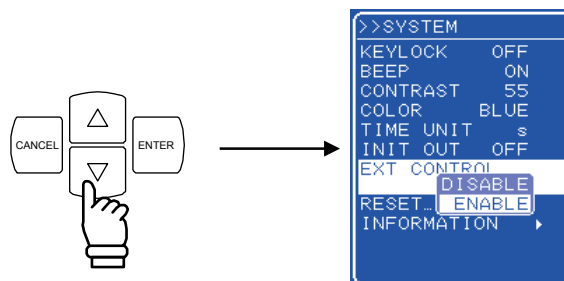 CANCEL
ENTER
>>SYSTEM
KEYLOCK OFF
BEEP ON
CONTRAST 55
COLOR BLUE
TIME UNIT s
INIT OUT OFF
EXT CONTROL
DISABLE
RESET… ENABLE
INFORMATION